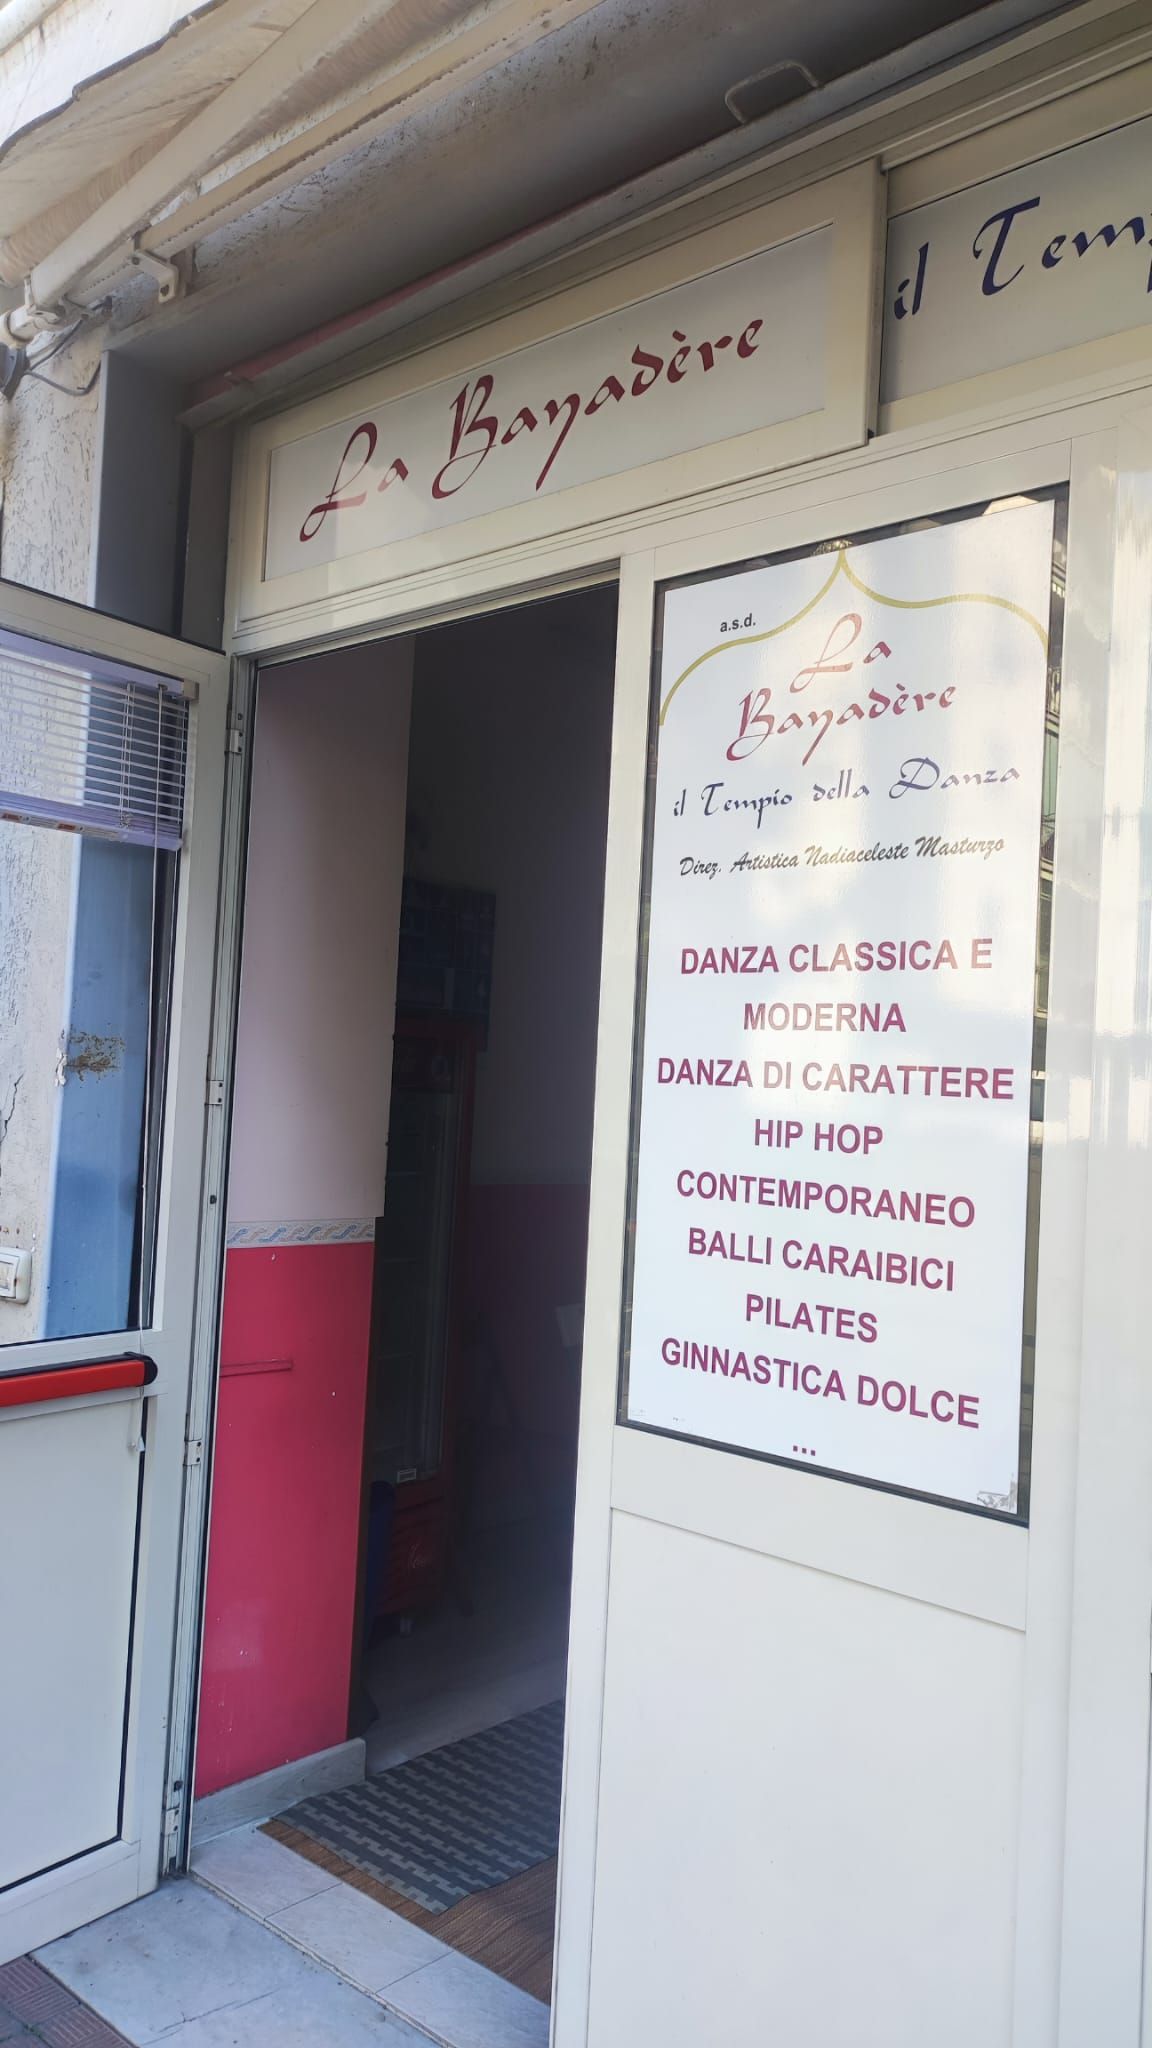 La Bayadère
il Temp
a.s.d.
La
Bayadère
il Tempio della Danza
Direz. Artistica Nadiaceleste Masturzo
DANZA CLASSICA E
MODERNA
DANZA DI CARATTERE
HIP HOP
CONTEMPORANEO
BALLI CARAIBICI
PILATES
GINNASTICA DOLCE
...